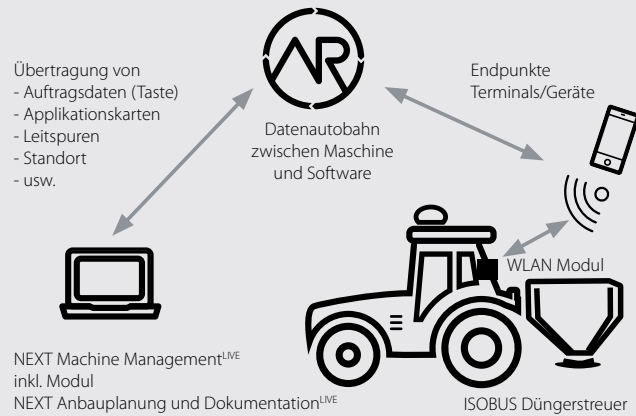 Übertragung von
- Auftragsdaten (Taste)
- Applikationskarten
- Leitspuren
- Standort
- usw.
AR
Datenautobahn
zwischen Maschine
und Software
Endpunkte
Terminals/Geräte
WLAN Modul
NEXT Machine Management^LIVE
inkl. Modul
NEXT Anbauplanung und Dokumentation^LIVE
ISOBUS Düngerstreuer